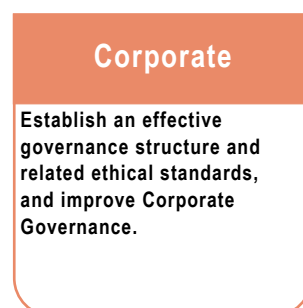 Corporate
Establish an effective
governance structure and
related ethical standards,
and improve Corporate
Governance.